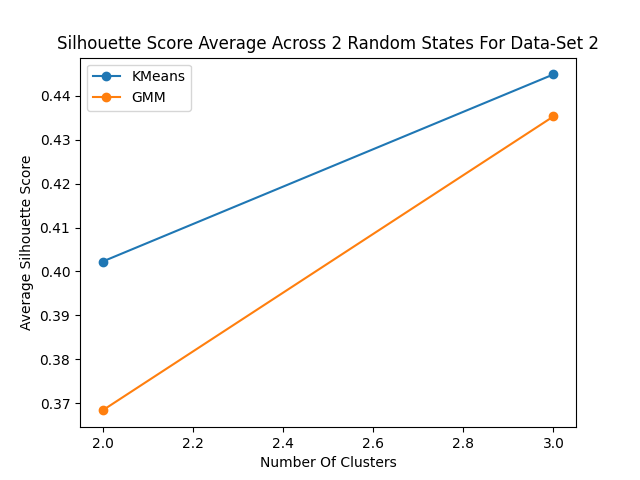 Silhouette Score Average Across 2 Random States For Data-Set 2
KMeans
GMM
Average Silhouette Score
0.44
0.43
0.42
0.41
0.40
0.39
0.38
0.37
2.0 2.2 2.4 2.6 2.8 3.0
Number Of Clusters